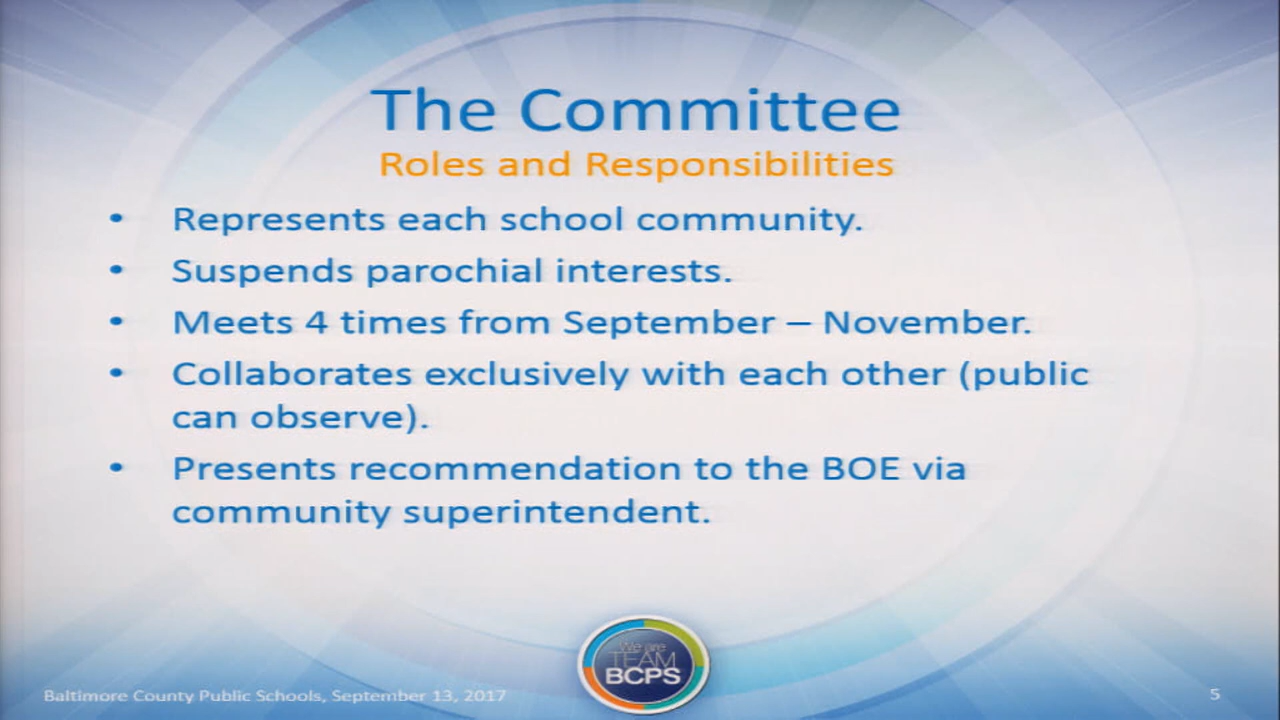 The Committee
Roles and Responsibilities
• Represents each school community.
• Suspends parochial interests.
• Meets 4 times from September – November.
• Collaborates exclusively with each other (public
can observe).
• Presents recommendation to the BOE via
community superintendent.
We are
TEAM
BCPS
Baltimore County Public Schools, September 13, 2017
5